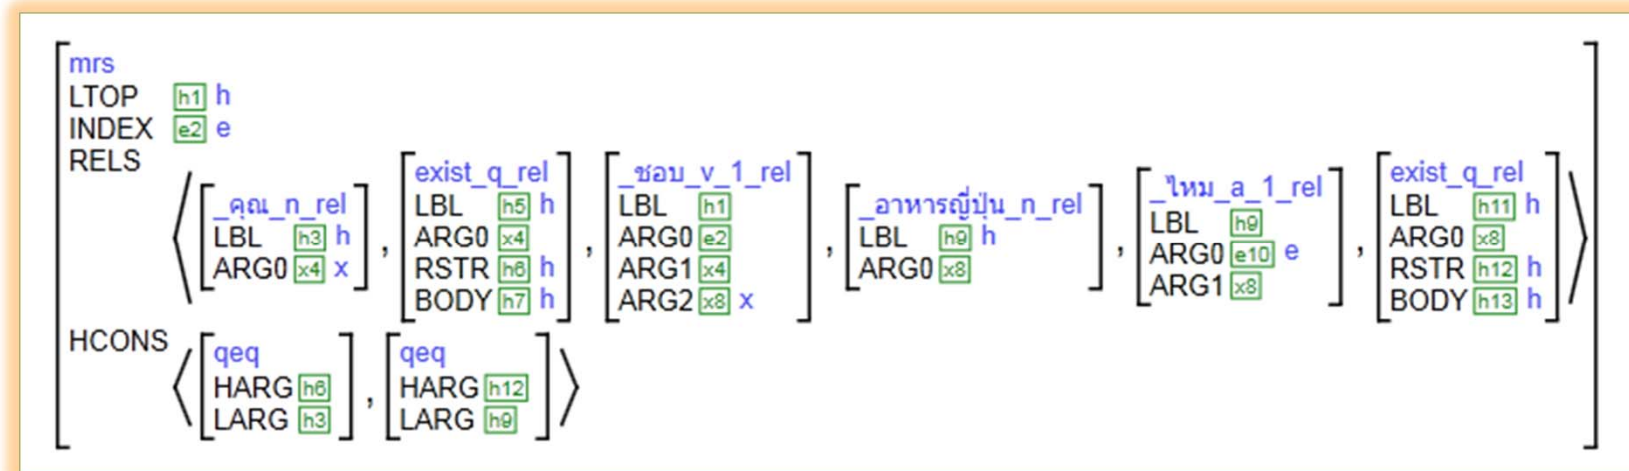 mrs
LTOP h1 h
INDEX e2 e
RELS
_คุณ_n_rel
LBL h3 h
ARG0 x4 x
,
exist_q_rel
LBL h5 h
ARG0 x4
RSTR h6 h
BODY h7 h
,
_ชอบ_v_1_rel
LBL h1
ARG0 e2
ARG1 x4
ARG2 x8 x
,
_อาหารญี่ปุ่น_n_rel
LBL h9 h
ARG0 x8
,
_ไหม_a_1_rel
LBL h9
ARG0 e10 e
ARG1 x8
,
exist_q_rel
LBL h11 h
ARG0 x8
RSTR h12 h
BODY h13 h
HCONS
qeq
HARG h6
LARG h3
,
qeq
HARG h12
LARG h9